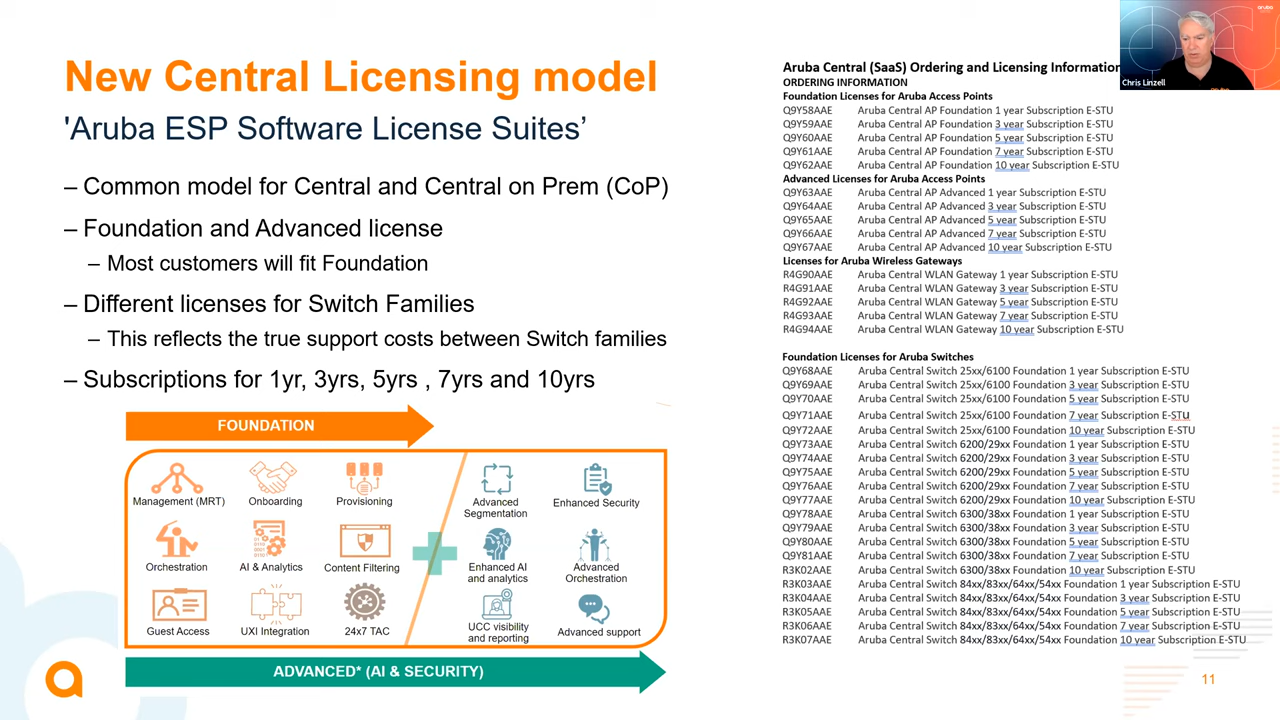 New Central Licensing model
'Aruba ESP Software License Suites’
– Common model for Central and Central on Prem (CoP)
– Foundation and Advanced license
– Most customers will fit Foundation
– Different licenses for Switch Families
– This reflects the true support costs between Switch families
– Subscriptions for 1yr, 3yrs, 5yrs , 7yrs and 10yrs
FOUNDATION
Management (MRT)
Onboarding
Provisioning
Advanced
Segmentation
Enhanced Security
Orchestration
AI & Analytics
Content Filtering
Enhanced AI
and analytics
Advanced
Orchestration
Guest Access
UXI Integration
24x7 TAC
UCC visibility
and reporting
Advanced support
ADVANCED* (AI & SECURITY)
Aruba Central (SaaS) Ordering and Licensing Information
ORDERING INFORMATION
Foundation Licenses for Aruba Access Points
Q9Y58AAE Aruba Central AP Foundation 1 year Subscription E-STU
Q9Y59AAE Aruba Central AP Foundation 3 year Subscription E-STU
Q9Y60AAE Aruba Central AP Foundation 5 year Subscription E-STU
Q9Y61AAE Aruba Central AP Foundation 7 year Subscription E-STU
Q9Y62AAE Aruba Central AP Foundation 10 year Subscription E-STU
Advanced Licenses for Aruba Access Points
Q9Y63AAE Aruba Central AP Advanced 1 year Subscription E-STU
Q9Y64AAE Aruba Central AP Advanced 3 year Subscription E-STU
Q9Y65AAE Aruba Central AP Advanced 5 year Subscription E-STU
Q9Y66AAE Aruba Central AP Advanced 7 year Subscription E-STU
Q9Y67AAE Aruba Central AP Advanced 10 year Subscription E-STU
Licenses for Aruba Wireless Gateways
R4G90AAE Aruba Central WLAN Gateway 1 year Subscription E-STU
R4G91AAE Aruba Central WLAN Gateway 3 year Subscription E-STU
R4G92AAE Aruba Central WLAN Gateway 5 year Subscription E-STU
R4G93AAE Aruba Central WLAN Gateway 7 year Subscription E-STU
R4G94AAE Aruba Central WLAN Gateway 10 year Subscription E-STU
Foundation Licenses for Aruba Switches
Q9Y68AAE Aruba Central Switch 25xx/6100 Foundation 1 year Subscription E-STU
Q9Y69AAE Aruba Central Switch 25xx/6100 Foundation 3 year Subscription E-STU
Q9Y70AAE Aruba Central Switch 25xx/6100 Foundation 5 year Subscription E-STU
Q9Y71AAE Aruba Central Switch 25xx/6100 Foundation 7 year Subscription E-STU
Q9Y72AAE Aruba Central Switch 25xx/6100 Foundation 10 year Subscription E-STU
Q9Y73AAE Aruba Central Switch 6200/29xx Foundation 1 year Subscription E-STU
Q9Y74AAE Aruba Central Switch 6200/29xx Foundation 3 year Subscription E-STU
Q9Y75AAE Aruba Central Switch 6200/29xx Foundation 5 year Subscription E-STU
Q9Y76AAE Aruba Central Switch 6200/29xx Foundation 7 year Subscription E-STU
Q9Y77AAE Aruba Central Switch 6200/29xx Foundation 10 year Subscription E-STU
Q9Y78AAE Aruba Central Switch 6300/38xx Foundation 1 year Subscription E-STU
Q9Y79AAE Aruba Central Switch 6300/38xx Foundation 3 year Subscription E-STU
Q9Y80AAE Aruba Central Switch 6300/38xx Foundation 5 year Subscription E-STU
Q9Y81AAE Aruba Central Switch 6300/38xx Foundation 7 year Subscription E-STU
R3K02AAE Aruba Central Switch 6300/38xx Foundation 10 year Subscription E-STU
R3K03AAE Aruba Central Switch 84xx/83xx/64xx/54xx Foundation 1 year Subscription E-STU
R3K04AAE Aruba Central Switch 84xx/83xx/64xx/54xx Foundation 3 year Subscription E-STU
R3K05AAE Aruba Central Switch 84xx/83xx/64xx/54xx Foundation 5 year Subscription E-STU
R3K06AAE Aruba Central Switch 84xx/83xx/64xx/54xx Foundation 7 year Subscription E-STU
R3K07AAE Aruba Central Switch 84xx/83xx/64xx/54xx Foundation 10 year Subscription E-STU
Chris Linzell
aruba
11